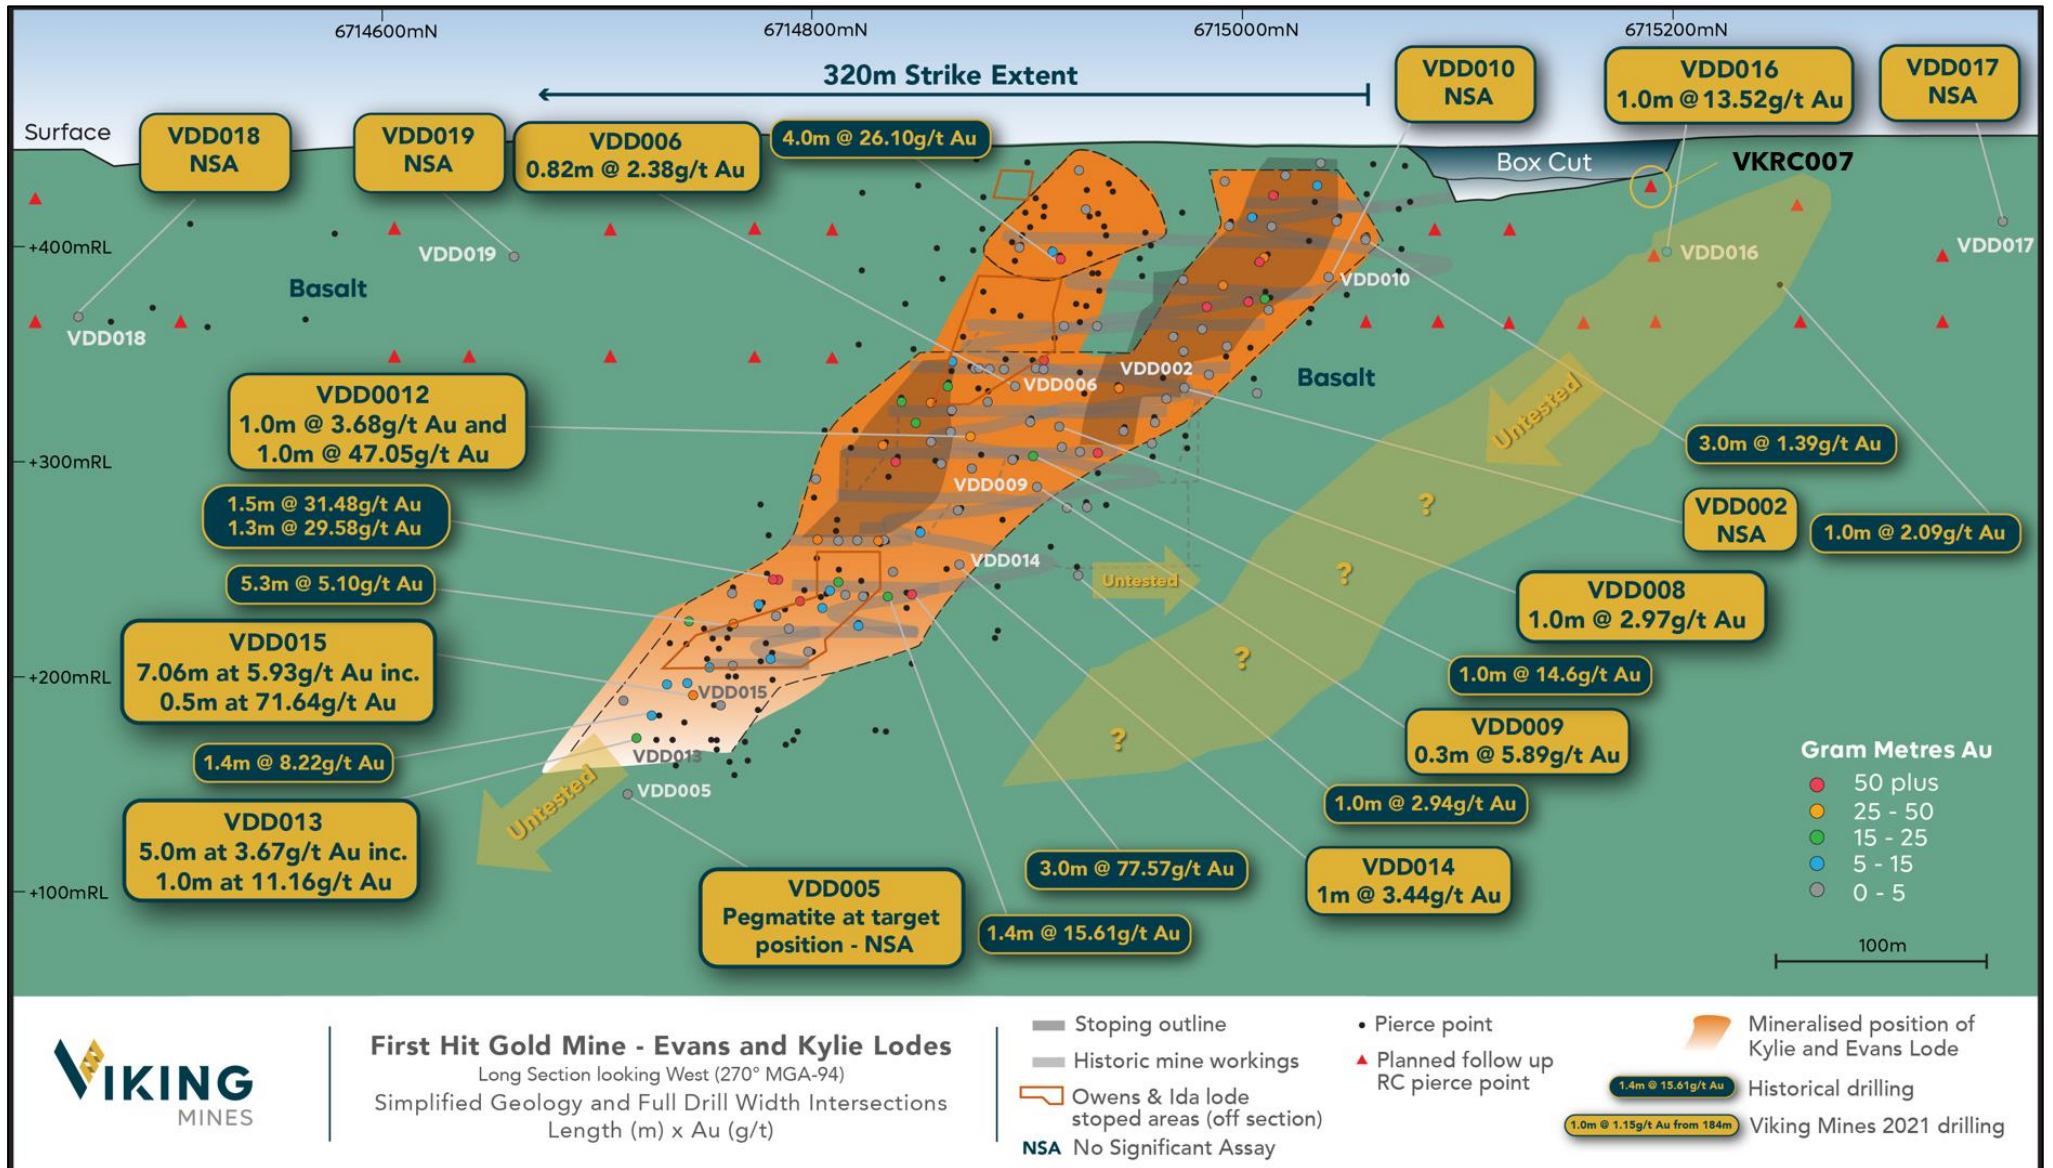 6714600mN
6714800mN
6715000mN
6715200mN
320m Strike Extent
Surface
VDD018
NSA
VDD019
NSA
VDD006
0.82m @ 2.38g/t Au
4.0m @ 26.10g/t Au
VDD010
NSA
VDD016
1.0m @ 13.52g/t Au
VDD017
NSA
Box Cut
VKRC007
+400mRL
VDD019
VDD016
VDD017
Basalt
VDD010
VDD018
VDD006
VDD002
Basalt
Untested
VDD0012
1.0m @ 3.68g/t Au and
1.0m @ 47.05g/t Au
3.0m @ 1.39g/t Au
+300mRL
VDD009
?
1.5m @ 31.48g/t Au
1.3m @ 29.58g/t Au
VDD002
NSA
1.0m @ 2.09g/t Au
VDD014
Untested
?
5.3m @ 5.10g/t Au
VDD008
1.0m @ 2.97g/t Au
VDD015
7.06m at 5.93g/t Au inc.
0.5m at 71.64g/t Au
?
+200mRL
VDD015
1.0m @ 14.6g/t Au
VDD009
0.3m @ 5.89g/t Au
?
1.4m @ 8.22g/t Au
VDD013
VDD005
Untested
1.0m @ 2.94g/t Au
Gram Metres Au
50 plus
25 - 50
15 - 25
5 - 15
0 - 5
VDD013
5.0m at 3.67g/t Au inc.
1.0m at 11.16g/t Au
+100mRL
3.0m @ 77.57g/t Au
VDD014
1m @ 3.44g/t Au
VDD005
Pegmatite at target
position - NSA
1.4m @ 15.61g/t Au
100m
VIKING
MINES
First Hit Gold Mine - Evans and Kylie Lodes
Long Section looking West (270° MGA-94)
Simplified Geology and Full Drill Width Intersections
Length (m) x Au (g/t)
Stoping outline
Historic mine workings
Owens & Ida lode
stoped areas (off section)
NSA No Significant Assay
Pierce point
Planned follow up
RC pierce point
Mineralised position of
Kylie and Evans Lode
1.4m @ 15.61g/t Au Historical drilling
1.0m @ 1.15g/t Au from 184m Viking Mines 2021 drilling